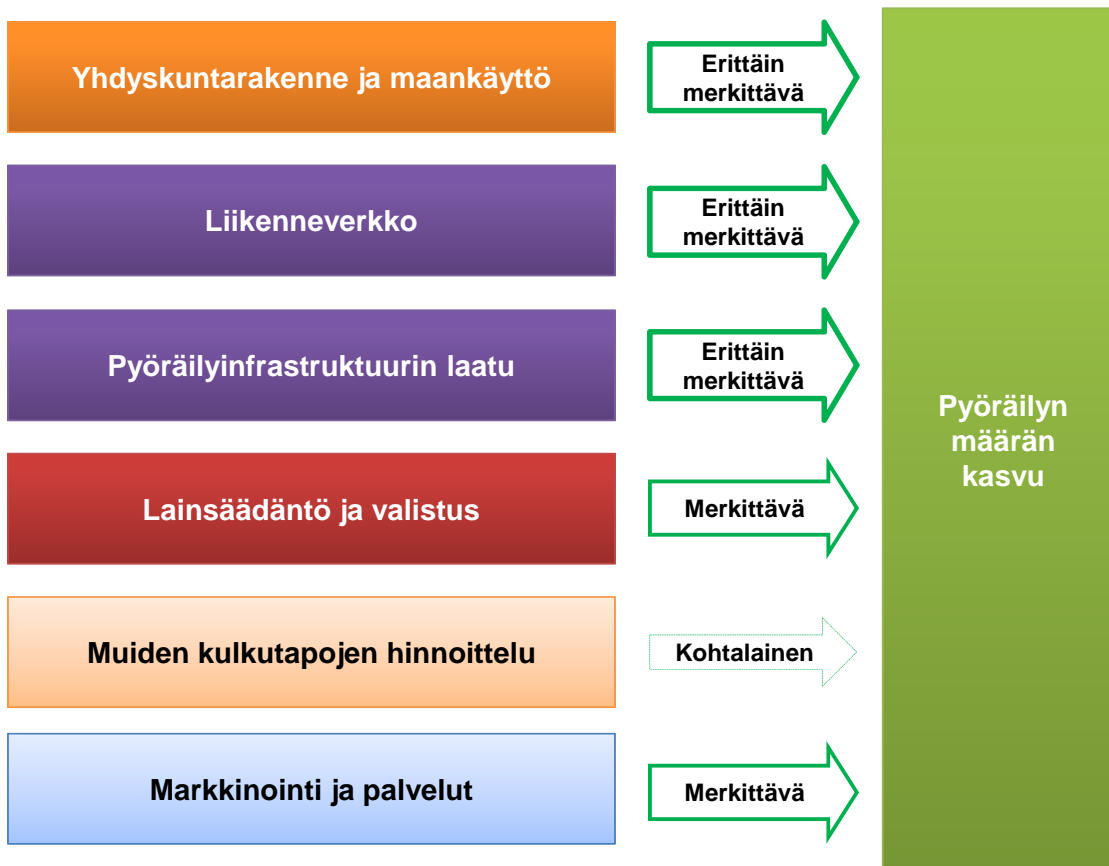 Yhdyskuntarakenne ja maankäyttö
Erittäin
merkittävä
Liikenneverkko
Erittäin
merkittävä
Pyöräilyinfrastruktuurin laatu
Erittäin
merkittävä
Lainsäädäntö ja valistus
Merkittävä
Muiden kulkutapojen hinnoittelu
Kohtalainen
Markkinointi ja palvelut
Merkittävä
Pyöräilyn
määrän
kasvu